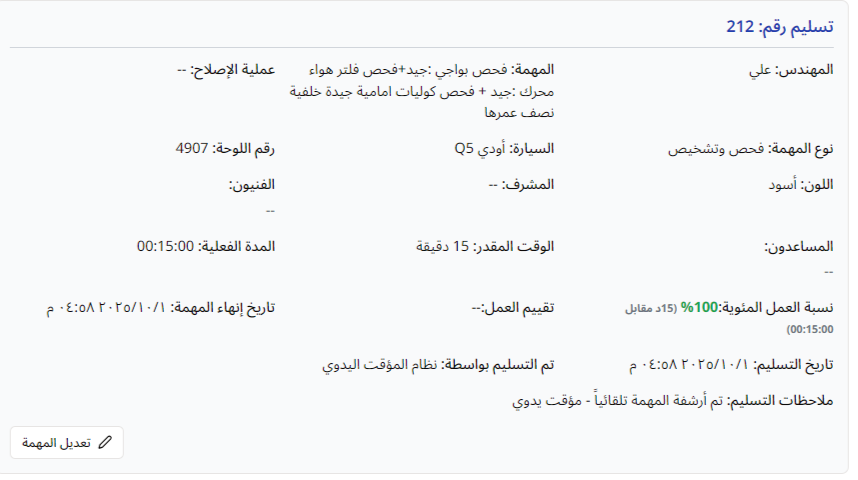 تسليم رقم: 212
المهندس: علي
المهمة: فحص بواجي :جيد+فحص فلتر هواء
محرك :جيد + فحص كوليات امامية جيدة خلفية
نصف عمرها
عملية الإصلاح: --
نوع المهمة: فحص وتشخيص
السيارة: أودي Q5
رقم اللوحة: 4907
اللون: أسود
المشرف: --
الفنيون:
--
المساعدون:
--
الوقت المقدر: 15 دقيقة
المدة الفعلية: 00:15:00
نسبة العمل المئوية:100% (15د مقابل
00:15:00)
تقييم العمل:--
تاريخ إنهاء المهمة: ٢٠٢٥/١٠/١ ٠٤:٥٨ م
تاريخ التسليم: ٢٠٢٥/١٠/١ ٠٤:٥٨ م
تم التسليم بواسطة: نظام المؤقت اليدوي
ملاحظات التسليم: تم أرشفة المهمة تلقائياً - مؤقت يدوي
تعديل المهمة